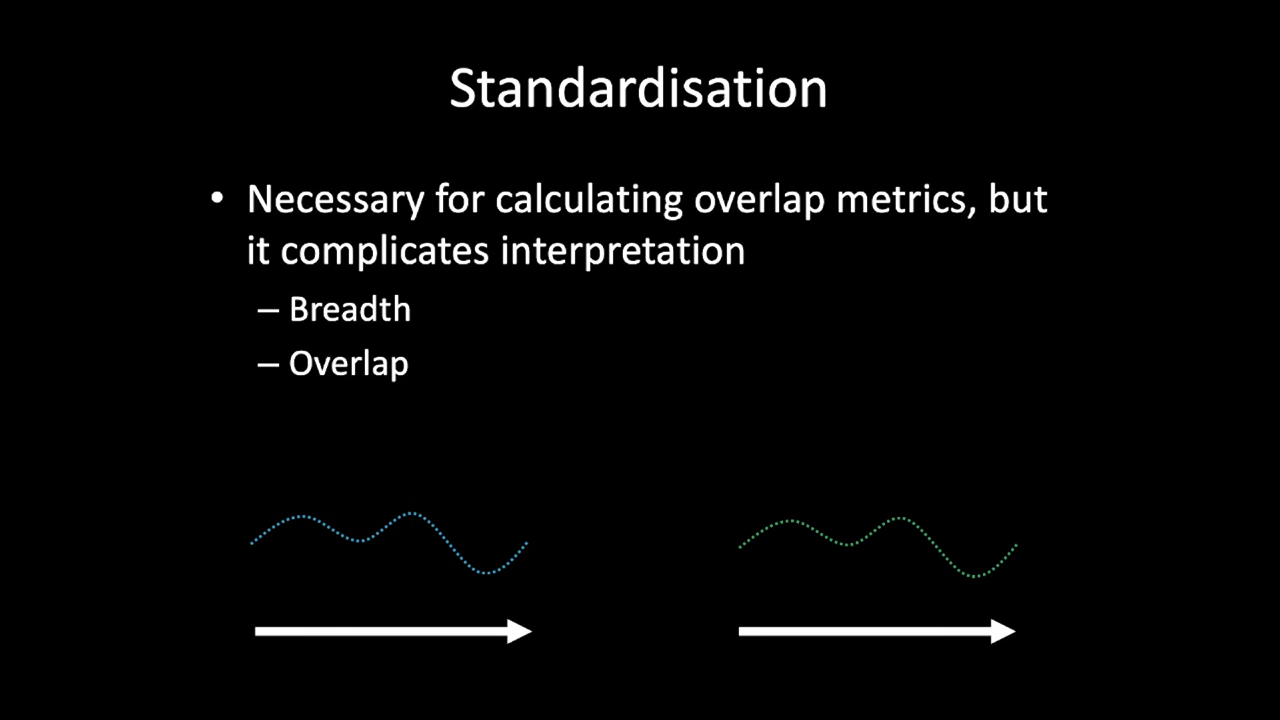 Standardisation
• Necessary for calculating overlap metrics, but
it complicates interpretation
– Breadth
– Overlap